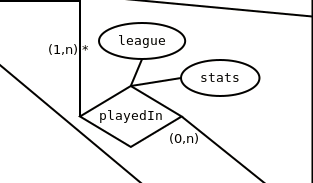 league
(1,n) *
stats
playedIn
(0,n)